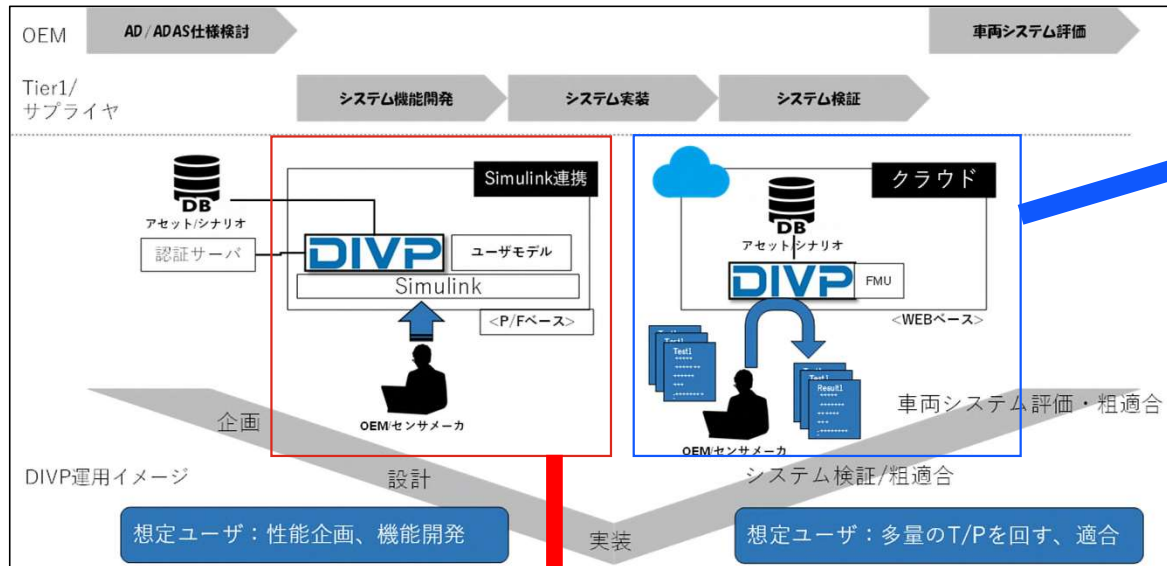 OEM
AD/ADAS仕様検討
車両システム評価
Tier1/
サプライヤ
システム機能開発
システム実装
システム検証
DB
アセット/シナリオ
認証サーバ
Simulink連携
DIVP
ユーザモデル
Simulink
<P/Fベース>
OEM/センサメーカ
クラウド
DB
アセット/シナリオ
DIVP
FMU
<WEBベース>
Test1
Test1
Result1
OEM/センサメーカ
企画
設計
実装
システム検証/粗適合
車両システム評価・粗適合
DIVP運用イメージ
想定ユーザ：性能企画、機能開発
想定ユーザ：多量のT/Pを回す、適合